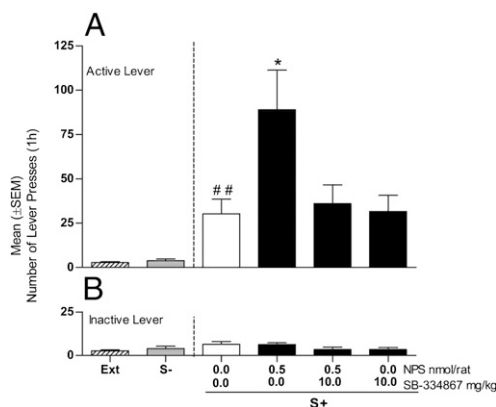 A
125
Active Lever
*
100
75
50
# #
25
0
Mean (±SEM)
Number of Lever Presses (1h)
B
25
Inactive Lever
0
Ext S- 0.0 0.5 0.5 0.0 NPS nmol/rat
0.0 0.0 10.0 10.0 SB-334867 mg/kg
S+